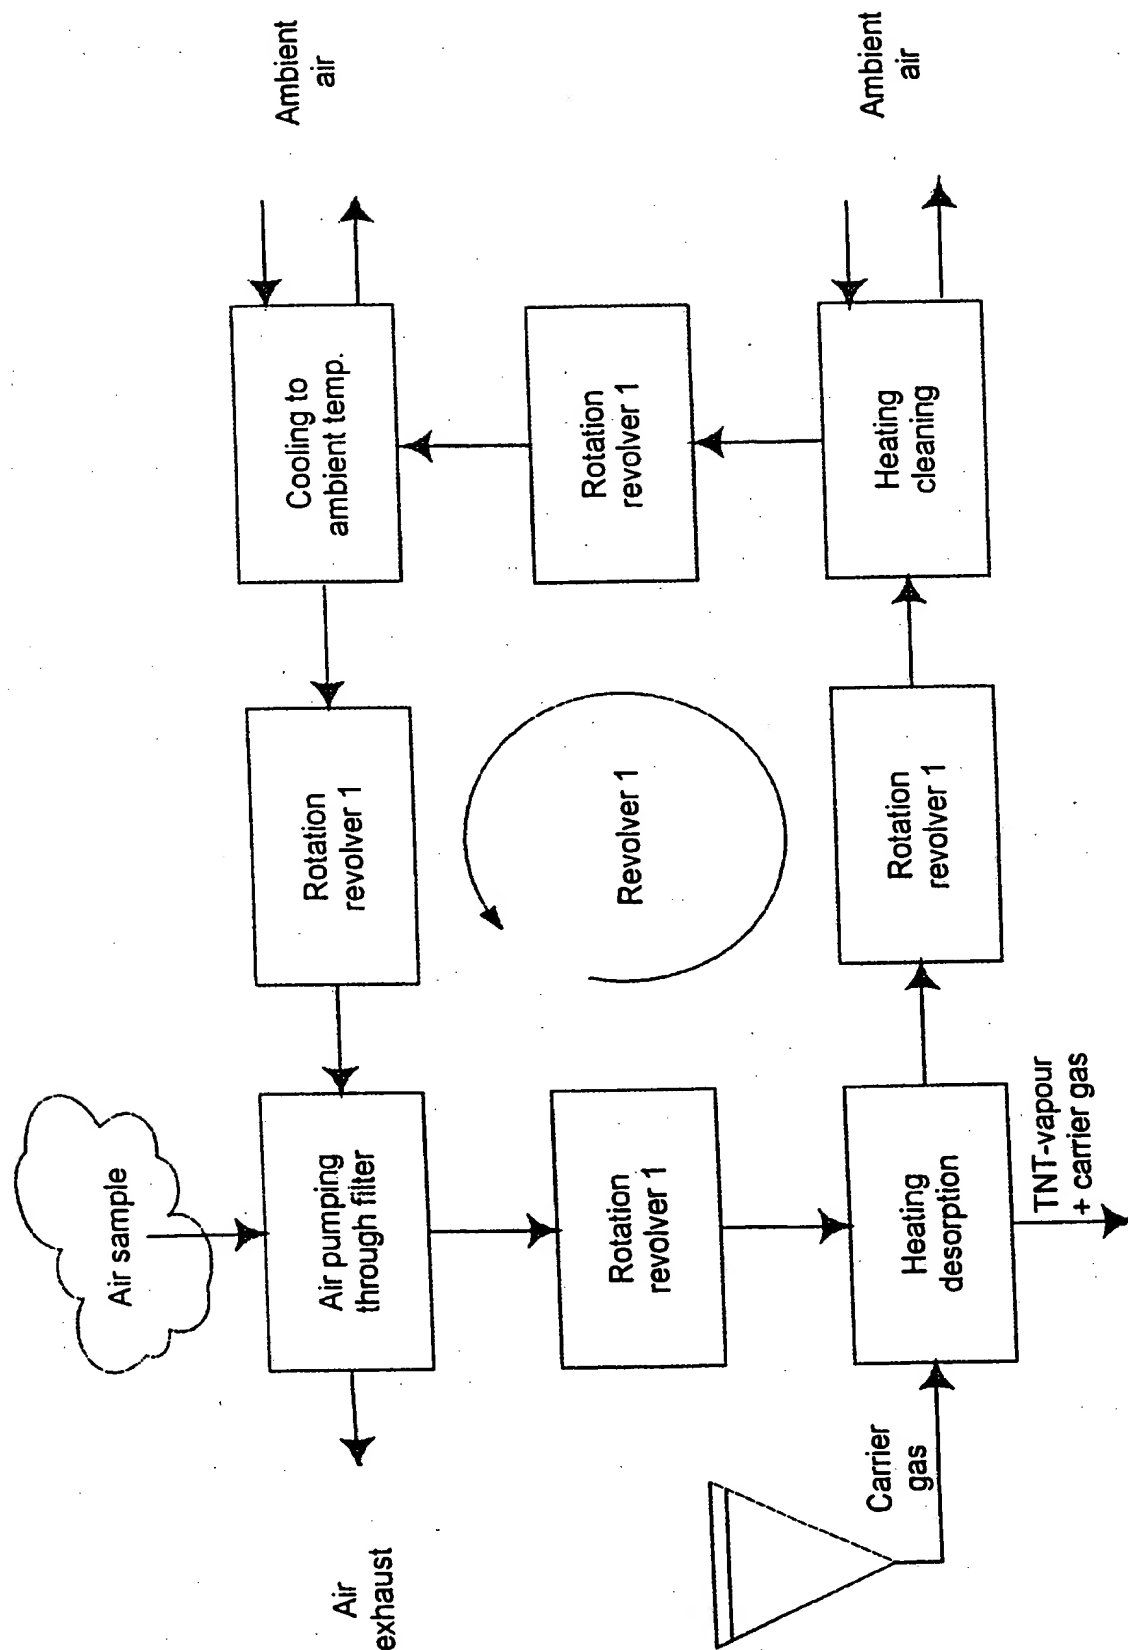 Air sample
Air
exhaust
Air pumping
through filter
Rotation
revolver 1
Cooling to
ambient temp.
Ambient
air
Rotation
revolver 1
Revolver 1
Rotation
revolver 1
Carrier
gas
Heating
desorption
TNT-vapour
+ carrier gas
Rotation
revolver 1
Heating
cleaning
Ambient
air